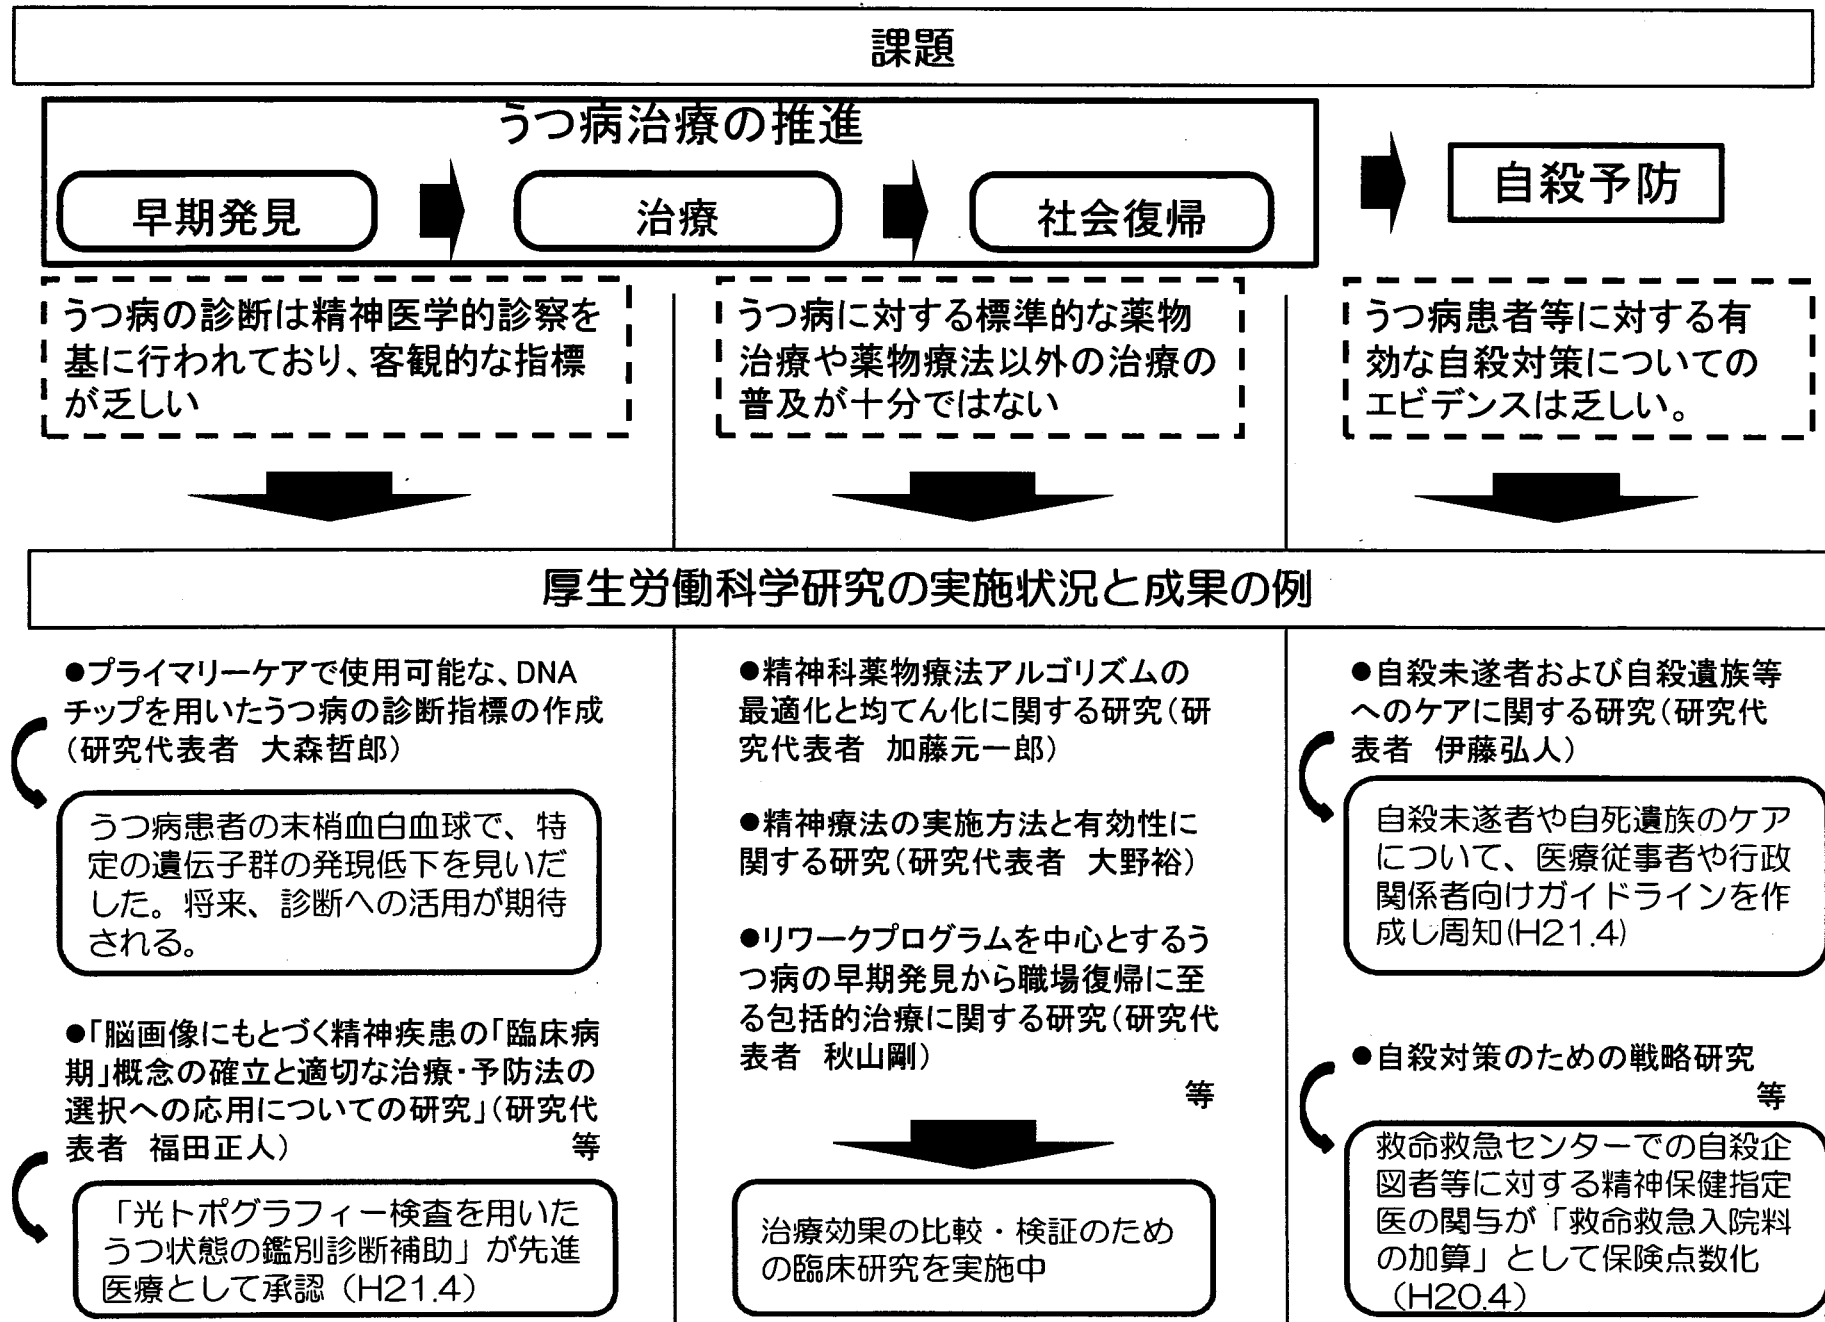 課題
うつ病治療の推進
早期発見
治療
社会復帰
自殺予防
うつ病の診断は精神医学的診察を
基に行われており、客観的な指標
が乏しい
うつ病に対する標準的な薬物
治療や薬物療法以外の治療の
普及が十分ではない
うつ病患者等に対する有
効な自殺対策についての
エビデンスは乏しい。
厚生労働科学研究の実施状況と成果の例
●プライマリーケアで使用可能な、DNA
チップを用いたうつ病の診断指標の作成
(研究代表者 大森哲郎)
うつ病患者の末梢血白血球で、特
定の遺伝子群の発現低下を見いだ
した。将来、診断への活用が期待
される。
●「脳画像にもとづく精神疾患の「臨床病
期」概念の確立と適切な治療・予防法の
選択への応用についての研究」(研究代
表者 福田正人) 等
「光トポグラフィー検査を用いた
うつ状態の鑑別診断補助」が先進
医療として承認（H21.4）
●精神科薬物療法アルゴリズムの
最適化と均てん化に関する研究(研
究代表者 加藤元一郎)
●精神療法の実施方法と有効性に
関する研究(研究代表者 大野裕)
●リワークプログラムを中心とするう
つ病の早期発見から職場復帰に至
る包括的治療に関する研究(研究代
表者 秋山剛)
等
治療効果の比較・検証のため
の臨床研究を実施中
●自殺未遂者および自殺遺族等
へのケアに関する研究(研究代
表者 伊藤弘人)
自殺未遂者や自死遺族のケア
について、医療従事者や行政
関係者向けガイドラインを作
成し周知(H21.4)
●自殺対策のための戦略研究
等
救命救急センターでの自殺企
図者等に対する精神保健指定
医の関与が「救命救急入院料
の加算」として保険点数化
（H20.4）